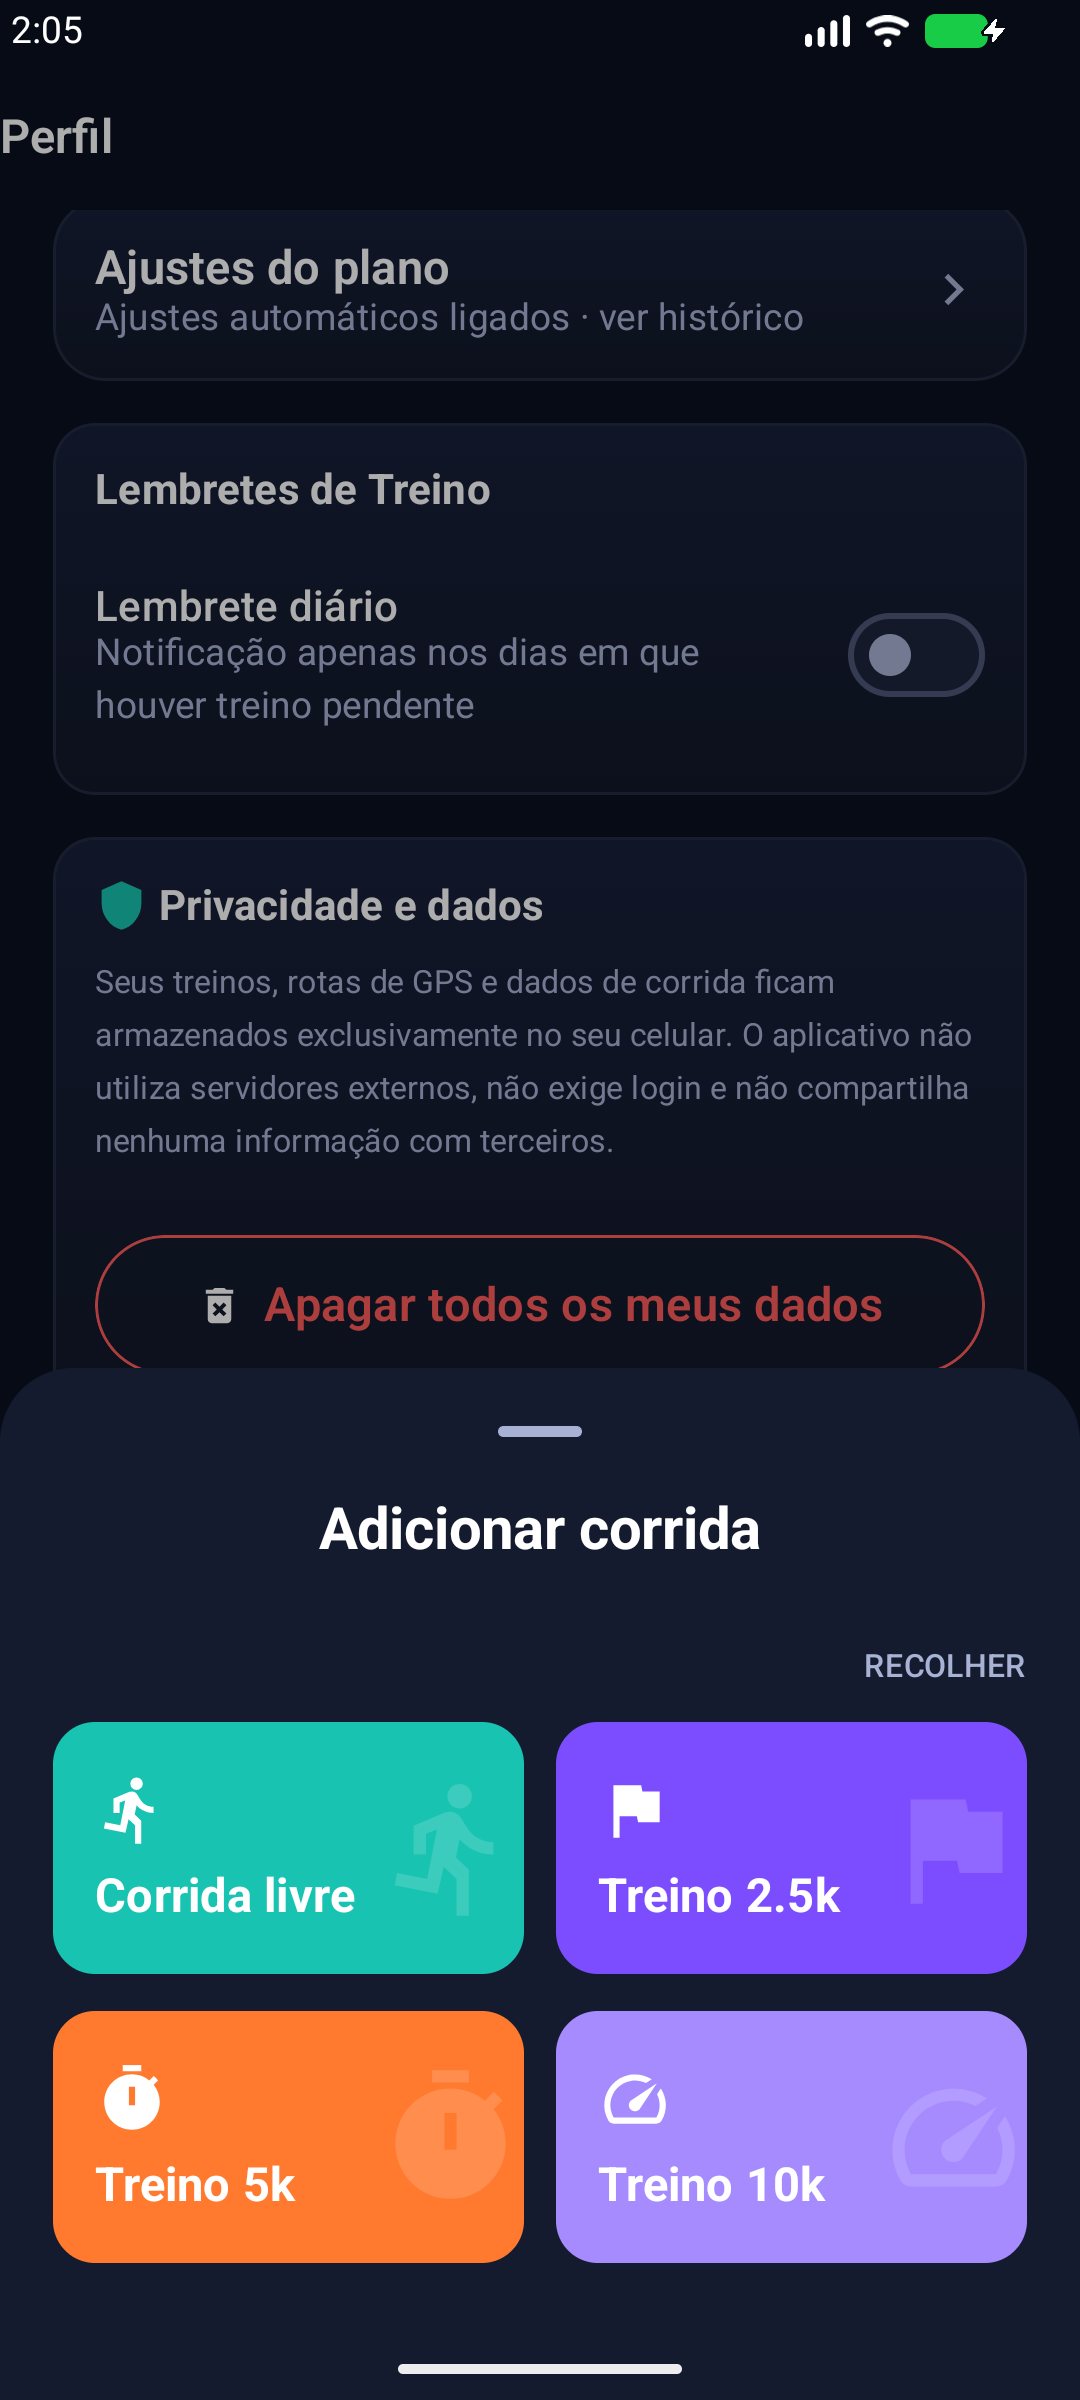 2:05
Perfil
Ajustes do plano
Ajustes automáticos ligados · ver histórico
Lembretes de Treino
Lembrete diário
Notificação apenas nos dias em que
houver treino pendente
Privacidade e dados
Seus treinos, rotas de GPS e dados de corrida ficam
armazenados exclusivamente no seu celular. O aplicativo não
utiliza servidores externos, não exige login e não compartilha
nenhuma informação com terceiros.
Apagar todos os meus dados
Adicionar corrida
RECOLHER
Corrida livre
Treino 2.5k
Treino 5k
Treino 10k